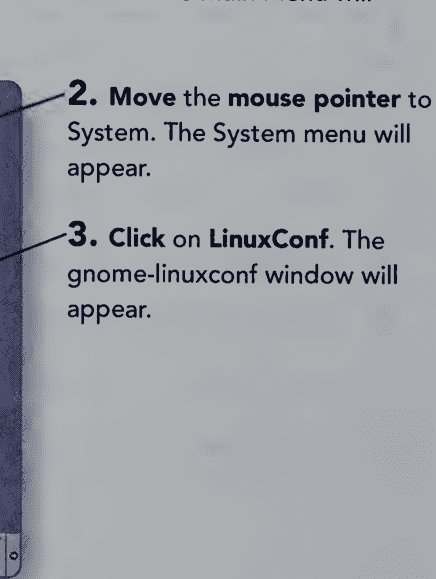 2. Move the mouse pointer to
System. The System menu will
appear.
3. Click on LinuxConf. The
gnome-linuxconf window will
appear.